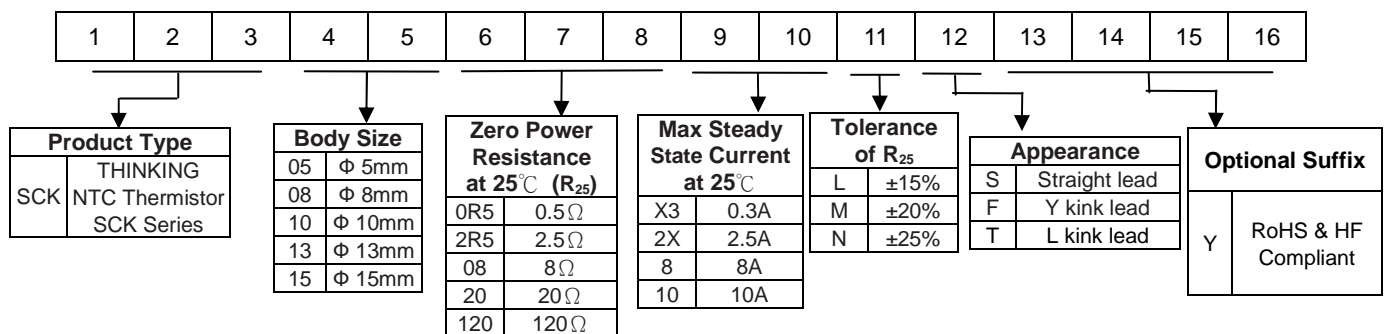 1 2 3 4 5 6 7 8 9 10 11 12 13 14 15 16
Product Type
SCK THINKING
NTC Thermistor
SCK Series
Body Size
05 Φ 5mm
08 Φ 8mm
10 Φ 10mm
13 Φ 13mm
15 Φ 15mm
Zero Power
Resistance
at 25℃ (R25)
0R5 0.5Ω
2R5 2.5Ω
08 8Ω
20 20Ω
120 120Ω
Max Steady
State Current
at 25℃
X3 0.3A
2X 2.5A
8 8A
10 10A
Tolerance
of R25
L ±15%
M ±20%
N ±25%
Appearance
S Straight lead
F Y kink lead
T L kink lead
Optional Suffix
Y RoHS & HF
Compliant